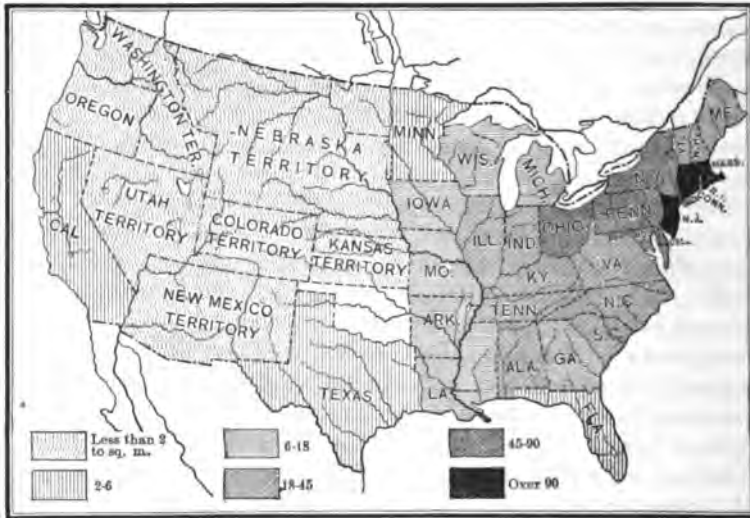 WASHINGTON TER.
OREGON
NEBRASKA
TERRITORY
MINN.
WIS.
MICH.
ME.
MASS.
N.Y.
PENN.
N.J.
IOWA
UTAH
TERRITORY
COLORADO
TERRITORY
KANSAS
TERRITORY
CAL.
MO.
ILL.
IND.
OHIO
KY.
VA.
NEW MEXICO
TERRITORY
ARK.
TENN.
N.C.
S.C.
TEXAS
LA.
ALA.
GA.
FLA.
Less than 2
to sq. m.
2-6
6-18
18-45
45-90
Over 90